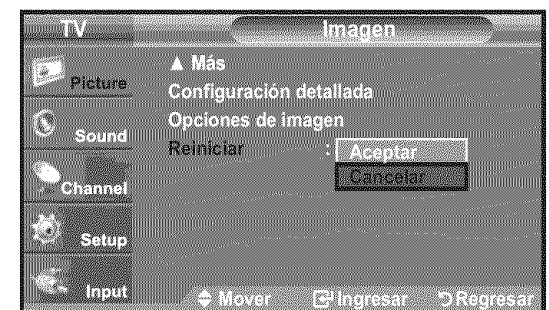 TV Imagen
Picture
▲ Más
Configuración detallada
Opciones de imagen
Reiniciar : Aceptar
Cancelar
Sound
Channel
Setup
Input
Mover Ingresar Regresar